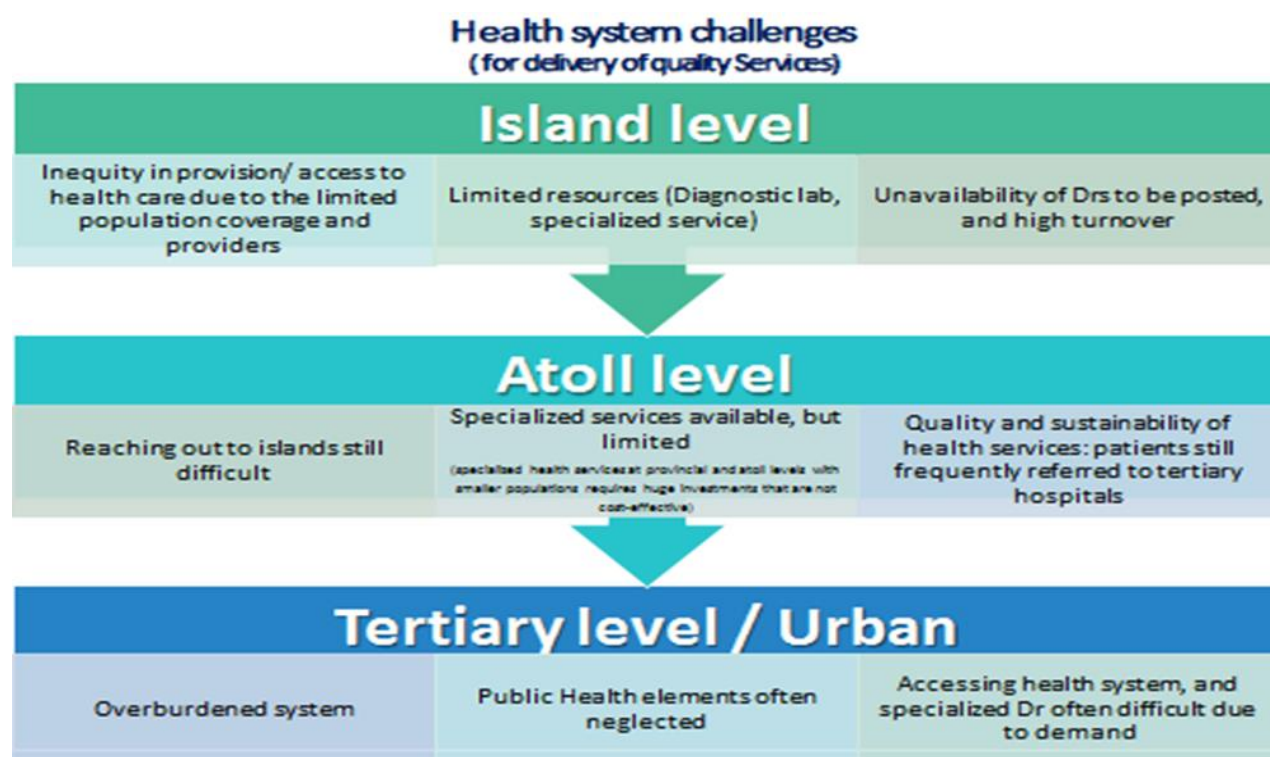 Health system challenges
(for delivery of quality Services)
Island level
Inequity in provision/ access to
health care due to the limited
population coverage and
providers
Limited resources (Diagnostic lab,
specialized service)
Unavailability of Drs to be posted,
and high turnover
Atoll level
Reaching out to islands still
difficult
Specialized services available, but
limited
(specialized health services at provincial and atoll levels with
smaller populations requires huge investments that are not
cost-effective)
Quality and sustainability of
health services: patients still
frequently referred to tertiary
hospitals
Tertiary level / Urban
Overburdened system
Public Health elements often
neglected
Accessing health system, and
specialized Dr often difficult due
to demand